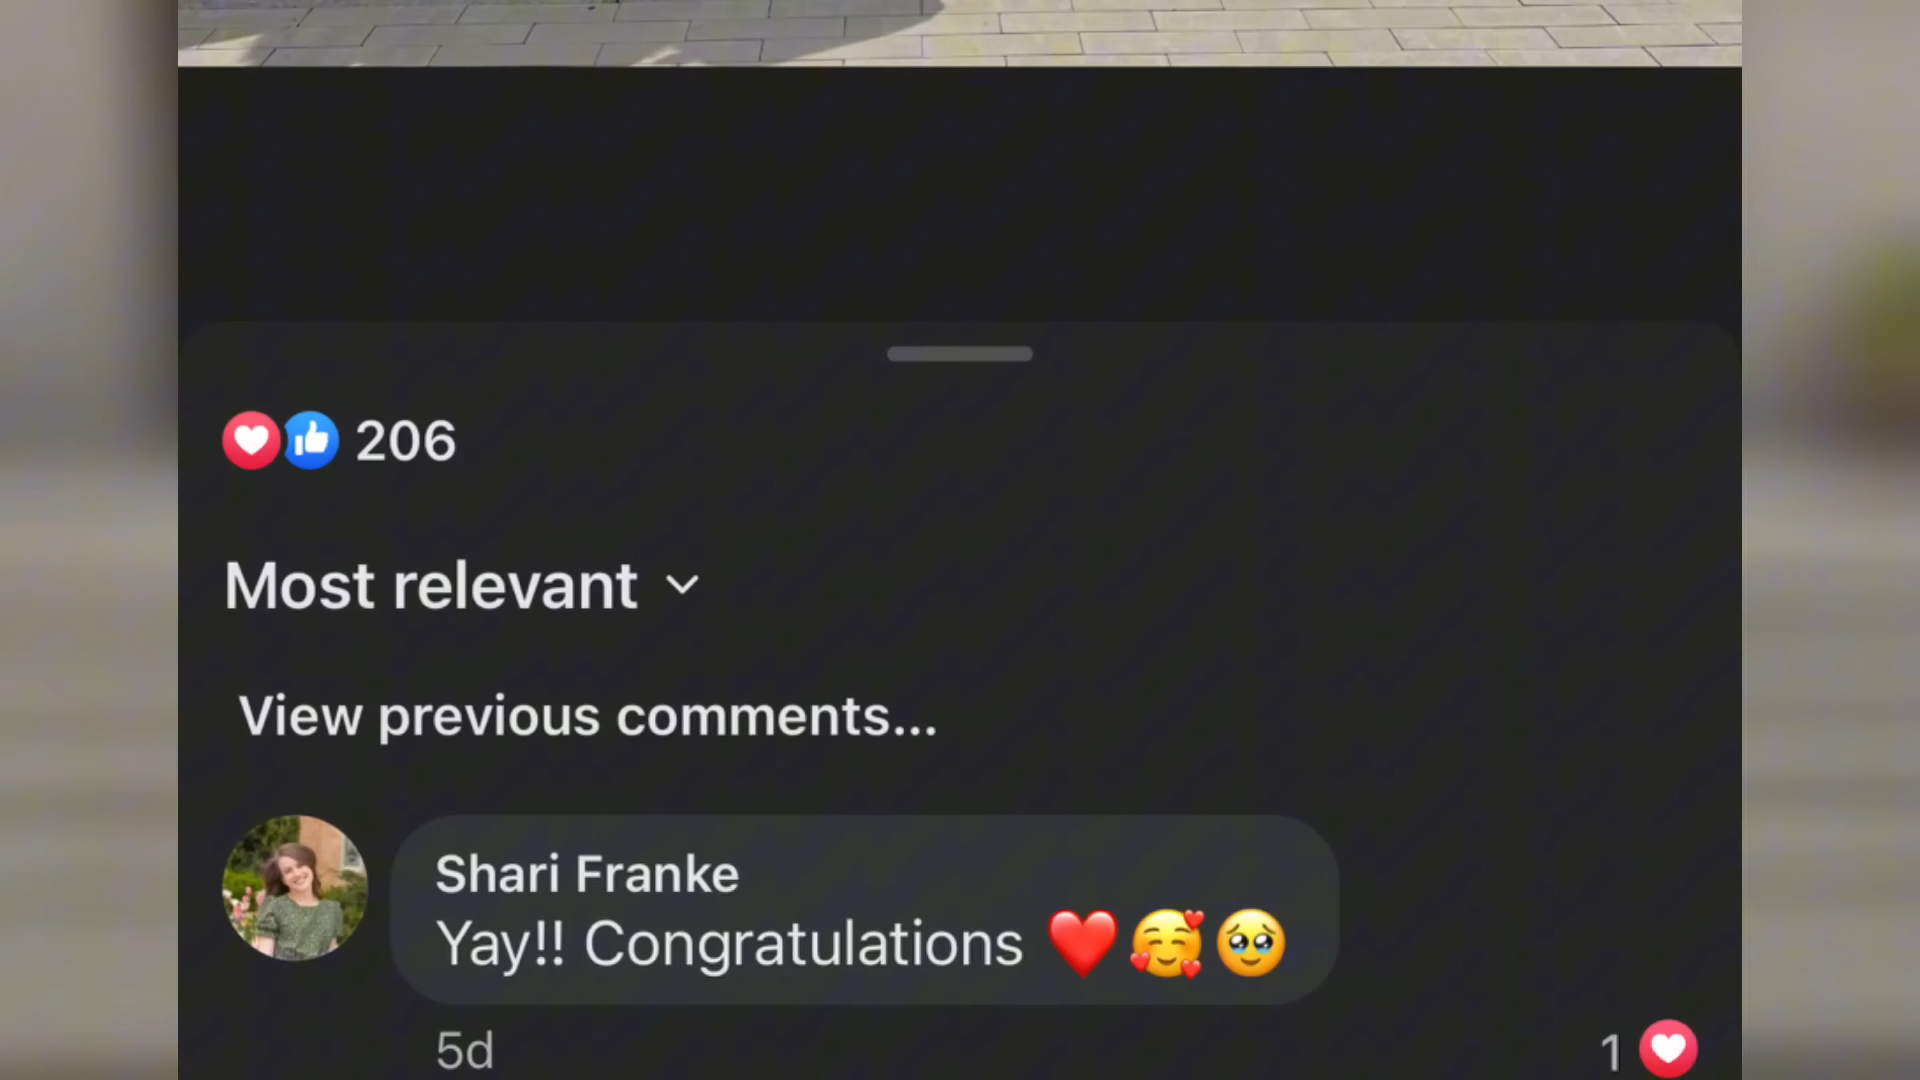 206
Most relevant
View previous comments...
Shari Franke
Yay!! Congratulations ❤️🥰🥹
5d
1